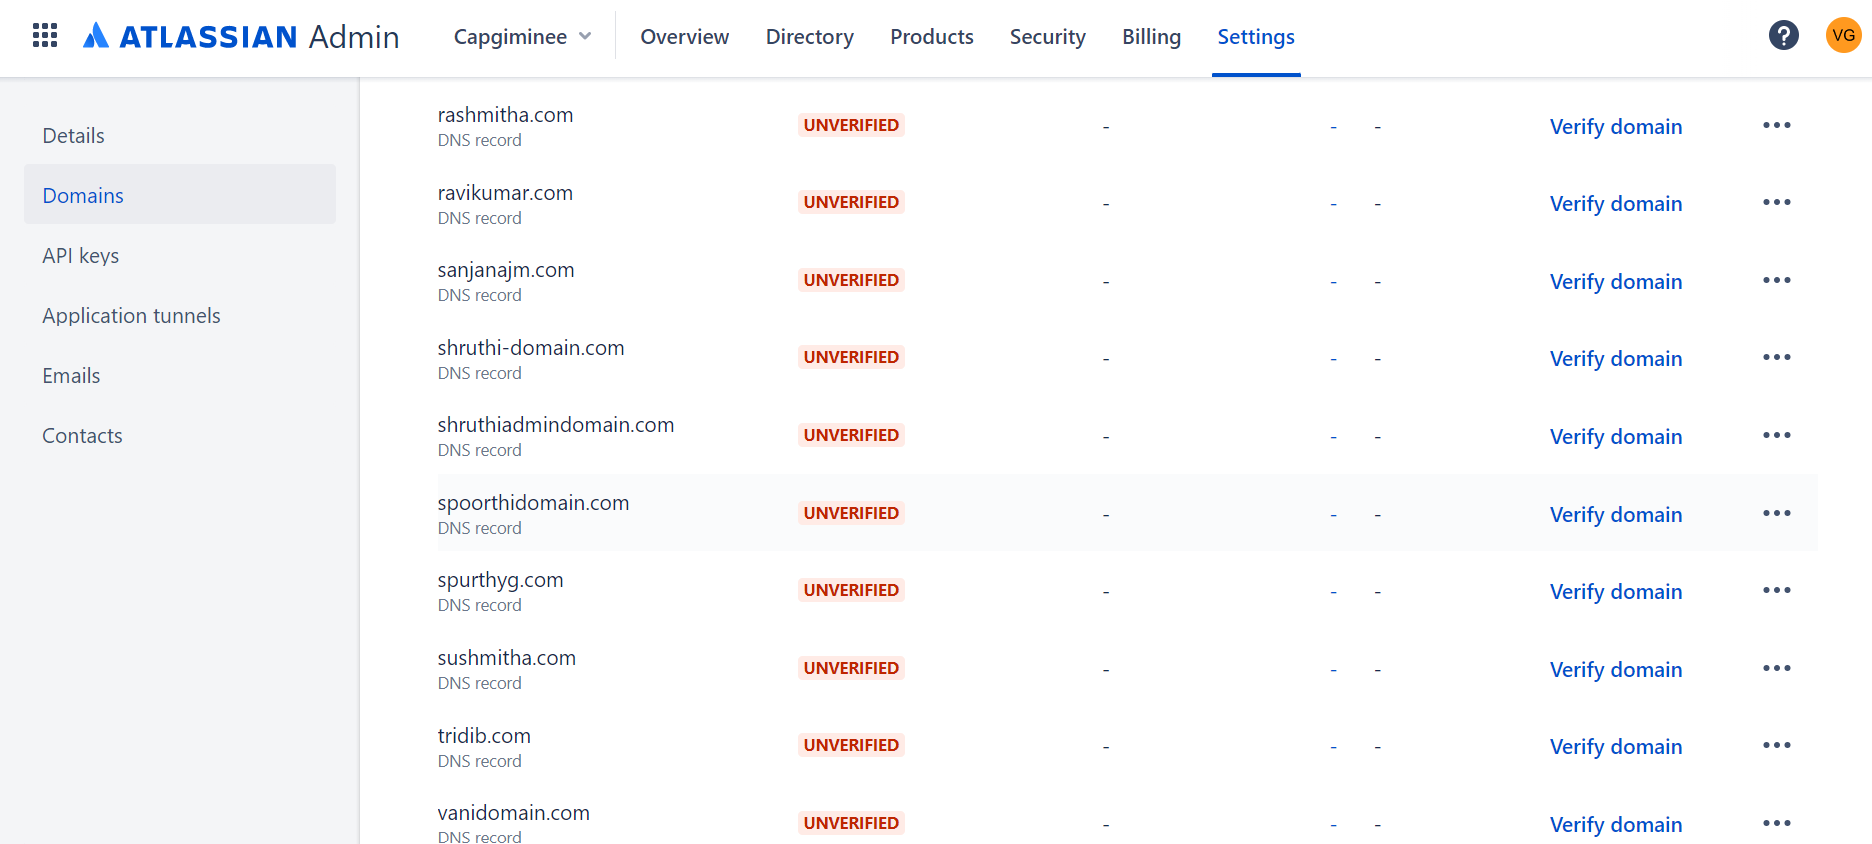 ATLASSIAN Admin Capgiminee Overview Directory Products Security Billing Settings ? VG
Details
Domains
API keys
Application tunnels
Emails
Contacts
rashmitha.com UNVERIFIED - - - Verify domain
DNS record
ravikumar.com UNVERIFIED - - - Verify domain
DNS record
sanjanajm.com UNVERIFIED - - - Verify domain
DNS record
shruthi-domain.com UNVERIFIED - - - Verify domain
DNS record
shruthiadmindomain.com UNVERIFIED - - - Verify domain
DNS record
spoorthidomain.com UNVERIFIED - - - Verify domain
DNS record
spurthyg.com UNVERIFIED - - - Verify domain
DNS record
sushmitha.com UNVERIFIED - - - Verify domain
DNS record
tridib.com UNVERIFIED - - - Verify domain
DNS record
vanidomain.com UNVERIFIED - - - Verify domain
DNS record